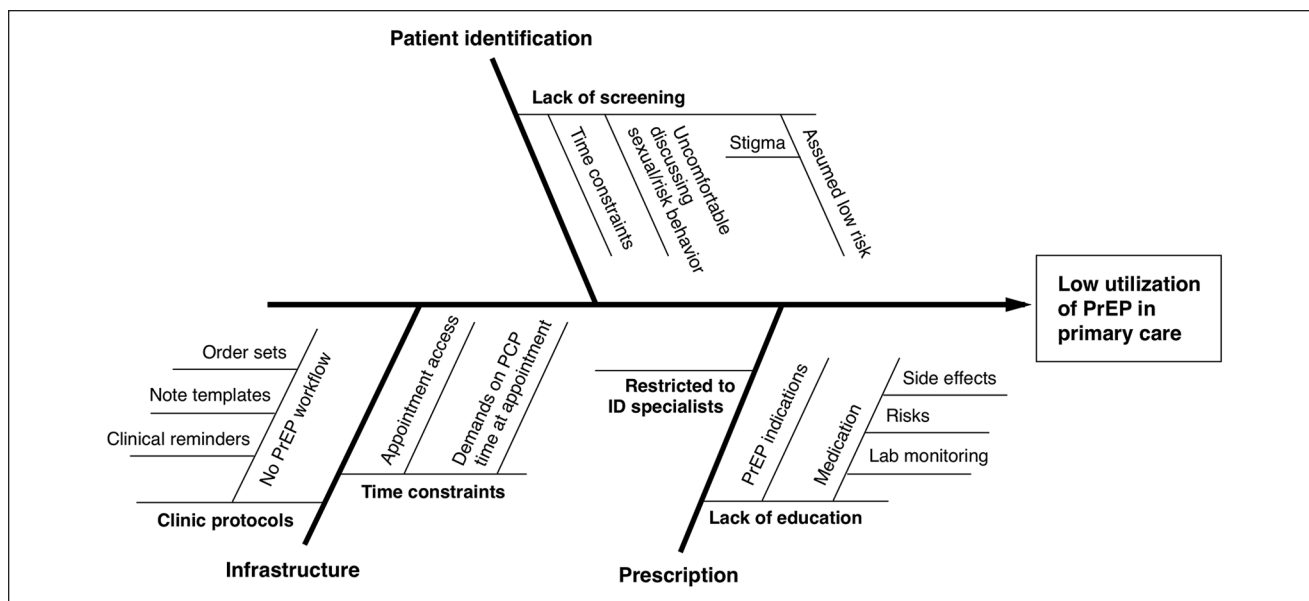 Patient identification
Lack of screening
Time constraints
Uncomfortable
discussing
sexual/risk behavior
Stigma
Assumed low risk
Low utilization
of PrEP in
primary care
Order sets
Note templates
Clinical reminders
No PrEP workflow
Clinic protocols
Appointment access
Demands on PCP
time at appointment
Time constraints
Infrastructure
Restricted to
ID specialists
PrEP indications
Medication
Side effects
Risks
Lab monitoring
Lack of education
Prescription